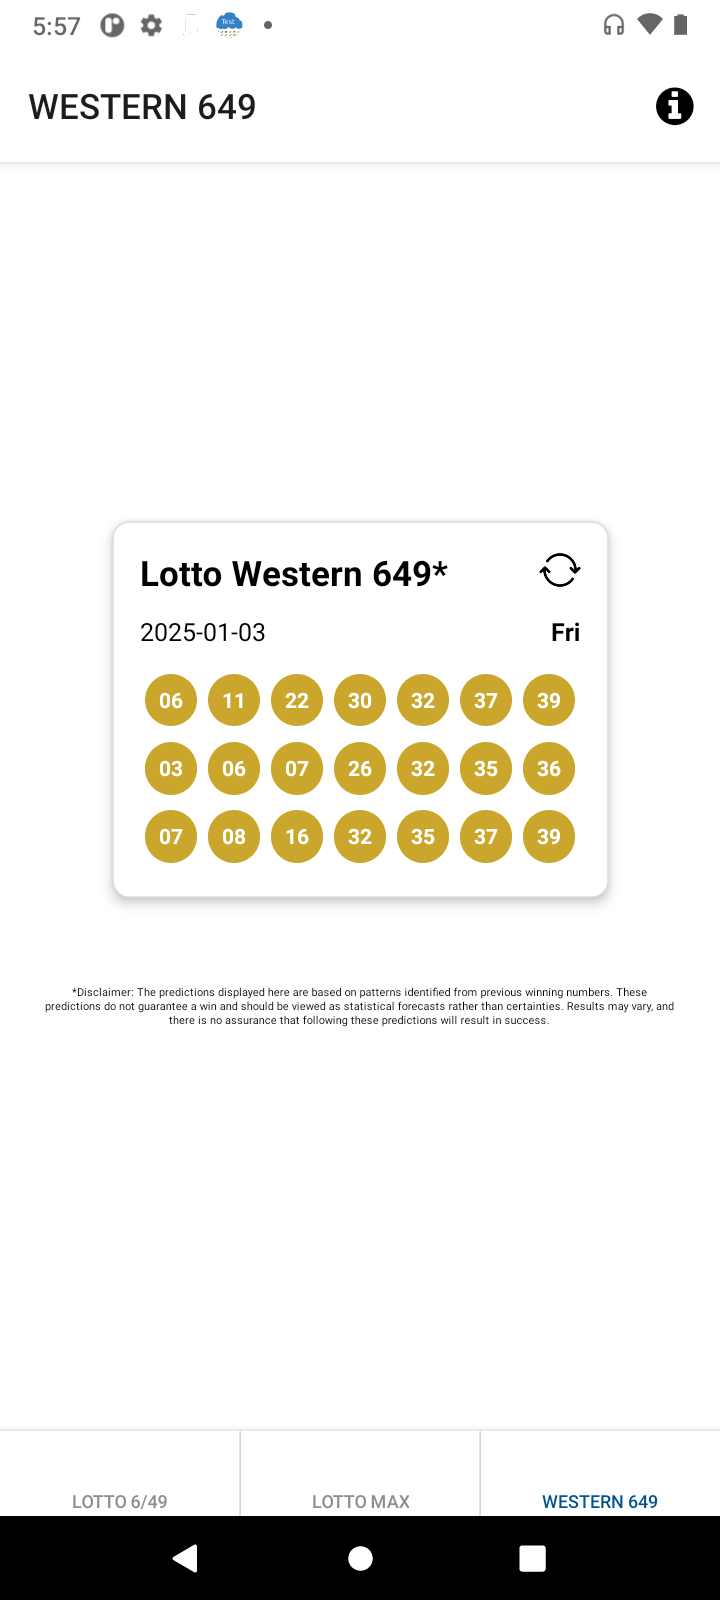 5:57
Test
WESTERN 649
Lotto Western 649*
2025-01-03 Fri
06 11 22 30 32 37 39
03 06 07 26 32 35 36
07 08 16 32 35 37 39
*Disclaimer: The predictions displayed here are based on patterns identified from previous winning numbers. These
predictions do not guarantee a win and should be viewed as statistical forecasts rather than certainties. Results may vary, and
there is no assurance that following these predictions will result in success.
LOTTO 6/49 LOTTO MAX WESTERN 649